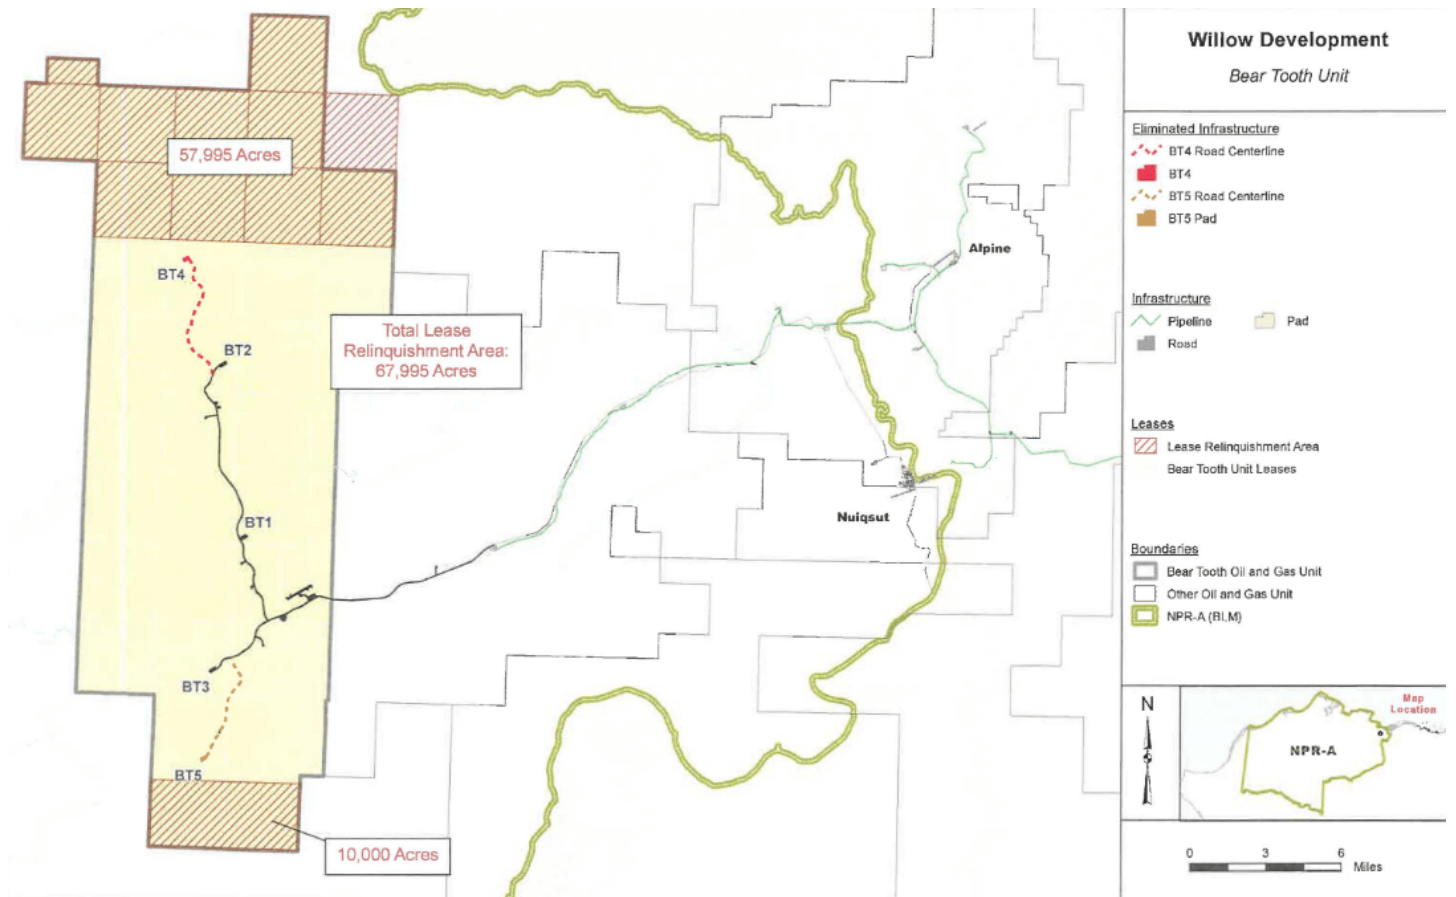 Willow Development
Bear Tooth Unit
Eliminated Infrastructure
BT4 Road Centerline
BT4
BT5 Road Centerline
BT5 Pad
Infrastructure
Pipeline
Pad
Road
Leases
Lease Relinquishment Area
Bear Tooth Unit Leases
Boundaries
Bear Tooth Oil and Gas Unit
Other Oil and Gas Unit
NPR-A (BLM)
N
Map
Location
NPR-A
0 3 6
Miles
57,995 Acres
BT4
Total Lease
Relinquishment Area:
67,995 Acres
BT2
BT1
BT3
BT5
10,000 Acres
Alpine
Nuiqsut